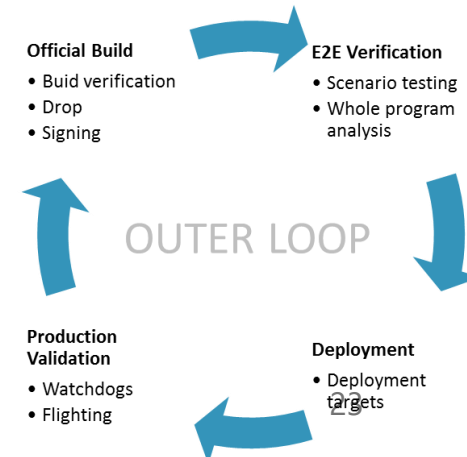 Official Build
• Buid verification
• Drop
• Signing
E2E Verification
• Scenario testing
• Whole program
analysis
OUTER LOOP
Production
Validation
• Watchdogs
• Flighting
Deployment
• Deployment
targets
23